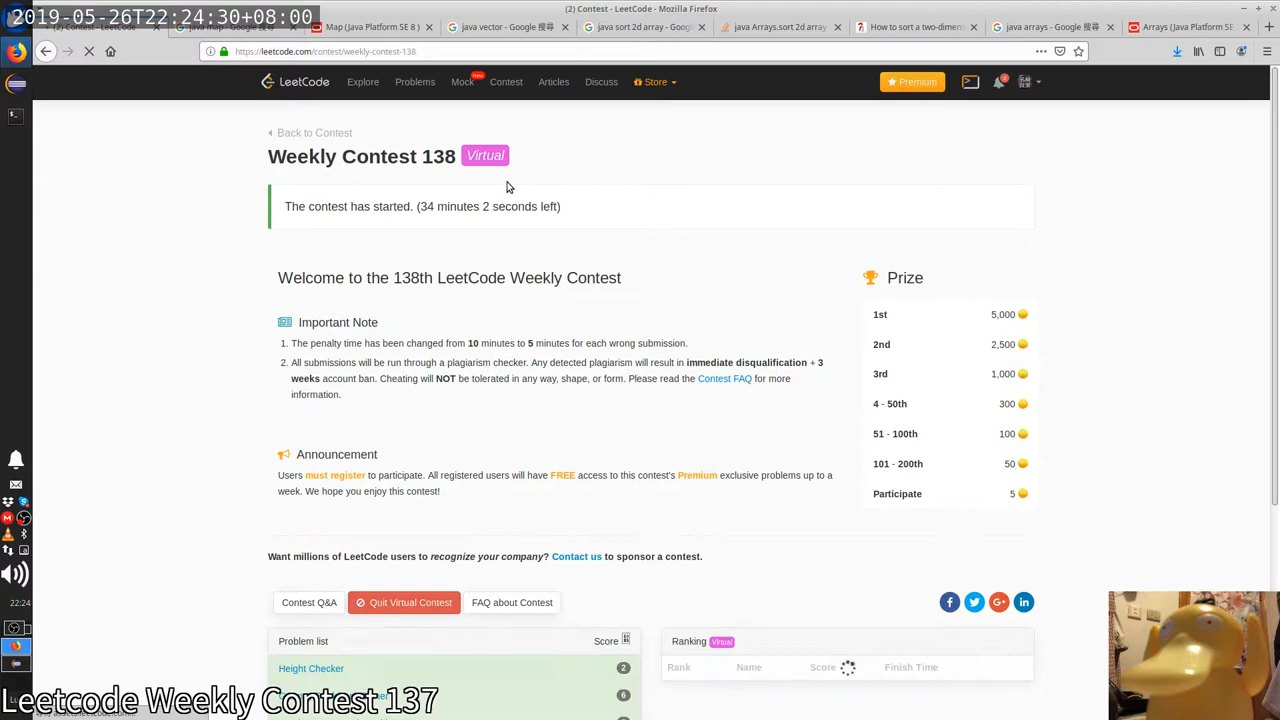 2019-05-26T22:24:30+08:00
(2) Contest - LeetCode - Mozilla Firefox
(2) Contest - LeetCode
java map - Google 搜尋
Map (Java Platform SE 8 )
java vector - Google 搜尋
java sort 2d array - Googl
java Arrays.sort 2d array
How to sort a two-dimen
java arrays - Google 搜尋
Arrays (Java Platform SE
https://leetcode.com/contest/weekly-contest-138
LeetCode
Explore
Problems
Mock
New
Contest
Articles
Discuss
Store
Premium
Back to Contest
Weekly Contest 138 Virtual
The contest has started. (34 minutes 2 seconds left)
Welcome to the 138th LeetCode Weekly Contest
Important Note
1. The penalty time has been changed from 10 minutes to 5 minutes for each wrong submission.
2. All submissions will be run through a plagiarism checker. Any detected plagiarism will result in immediate disqualification + 3
weeks account ban. Cheating will NOT be tolerated in any way, shape, or form. Please read the Contest FAQ for more
information.
Announcement
Users must register to participate. All registered users will have FREE access to this contest's Premium exclusive problems up to a
week. We hope you enjoy this contest!
Prize
1st 5,000
2nd 2,500
3rd 1,000
4 - 50th 300
51 - 100th 100
101 - 200th 50
Participate 5
Want millions of LeetCode users to recognize your company? Contact us to sponsor a contest.
Contest Q&A
Quit Virtual Contest
FAQ about Contest
Problem list Score
Height Checker 2
6
Ranking Virtual
Rank Name Score Finish Time
22:24
Leetcode Weekly Contest 137